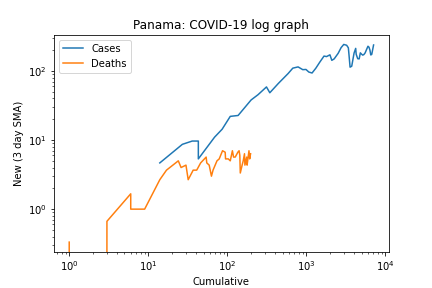 Panama: COVID-19 log graph
Cases
Deaths
New (3 day SMA)
10²
10¹
10⁰
10⁰ 10¹ 10² 10³ 10⁴
Cumulative